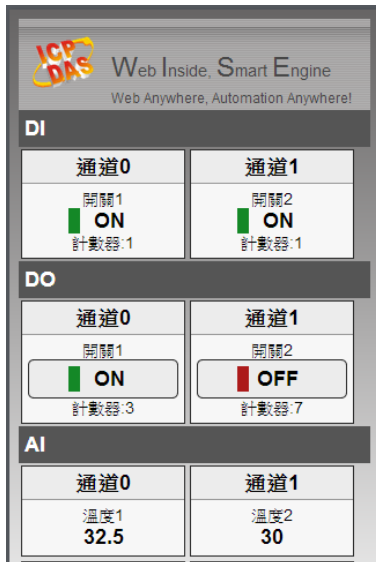 ICP
DAS
Web Inside, Smart Engine
Web Anywhere, Automation Anywhere!
DI
通道0 通道1
開關1 開關2
ON ON
計數器:1 計數器:1
DO
通道0 通道1
開關1 開關2
ON OFF
計數器:3 計數器:7
AI
通道0 通道1
溫度1 溫度2
32.5 30